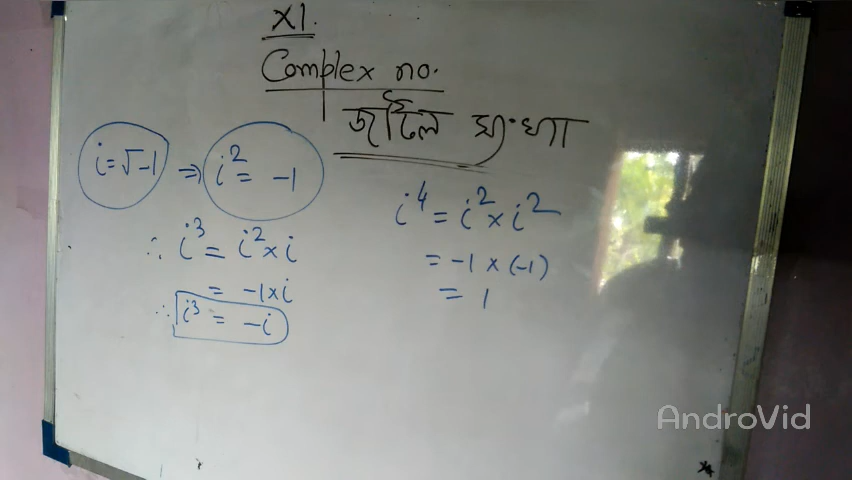 XI.
Complex no.
জটিল সংখ্যা
i = √-1 ⇒ i² = -1
∴ i³ = i² × i
= -1 × i
∴ i³ = -i
i⁴ = i² × i²
= -1 × (-1)
= 1
AndroVid